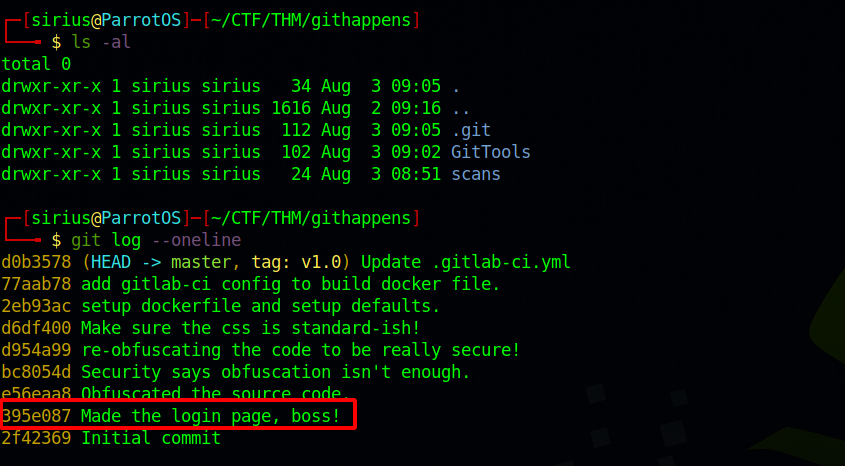 ┌─[sirius@ParrotOS]─[~/CTF/THM/githappens]
└──╼ $ ls -al
total 0
drwxr-xr-x 1 sirius sirius   34 Aug  3 09:05 .
drwxr-xr-x 1 sirius sirius 1616 Aug  2 09:16 ..
drwxr-xr-x 1 sirius sirius  112 Aug  3 09:05 .git
drwxr-xr-x 1 sirius sirius  102 Aug  3 09:02 GitTools
drwxr-xr-x 1 sirius sirius   24 Aug  3 08:51 scans
┌─[sirius@ParrotOS]─[~/CTF/THM/githappens]
└──╼ $ git log --oneline
d0b3578 (HEAD -> master, tag: v1.0) Update .gitlab-ci.yml
77aab78 add gitlab-ci config to build docker file.
2eb93ac setup dockerfile and setup defaults.
d6df400 Make sure the css is standard-ish!
d954a99 re-obfuscating the code to be really secure!
bc8054d Security says obfuscation isn't enough.
e56eaa8 Obfuscated the source code.
395e087 Made the login page, boss!
2f42369 Initial commit